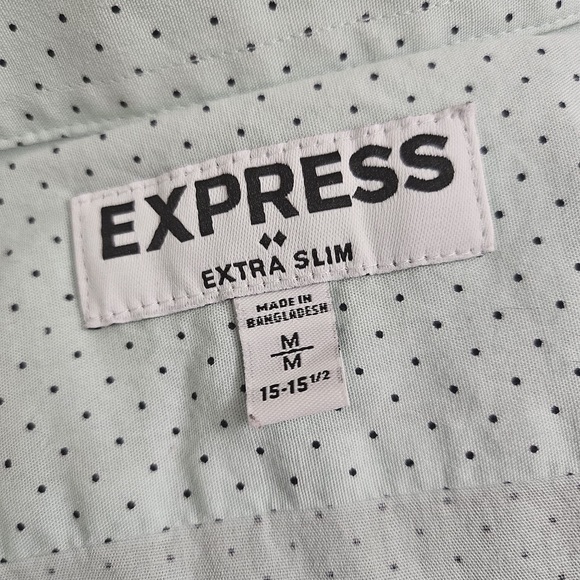 EXPRESS
EXTRA SLIM
MADE IN
BANGLADESH
M
M
15-15 1/2